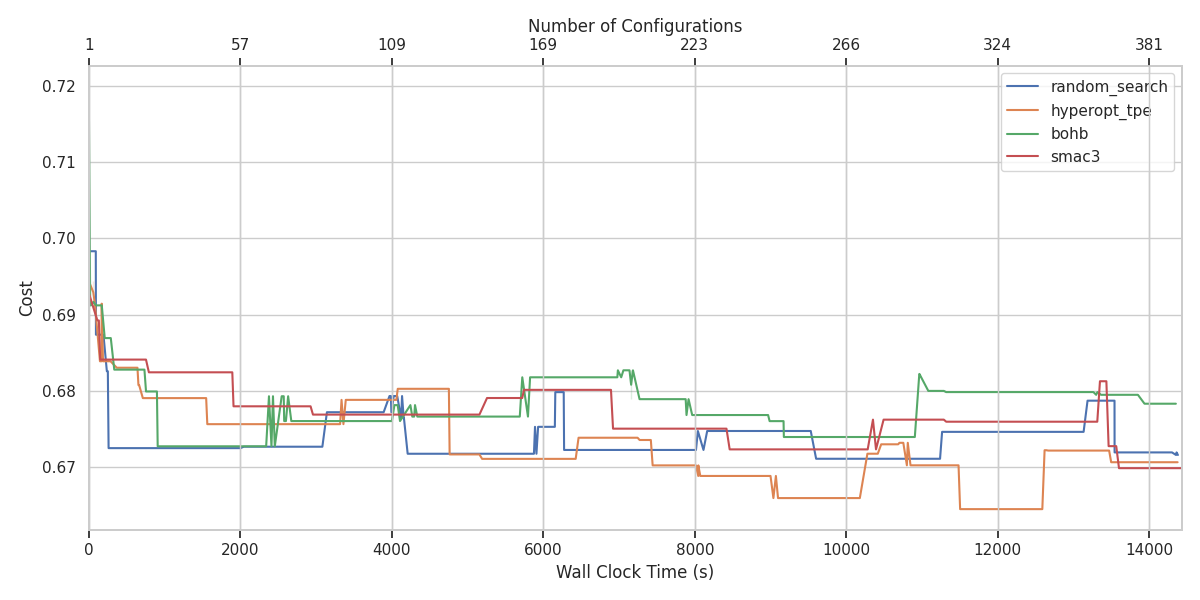 Number of Configurations
1 57 109 169 223 266 324 381
0.72
0.71
0.70
0.69
0.68
0.67
Cost
random_search
hyperopt_tpe
bohb
smac3
0 2000 4000 6000 8000 10000 12000 14000
Wall Clock Time (s)